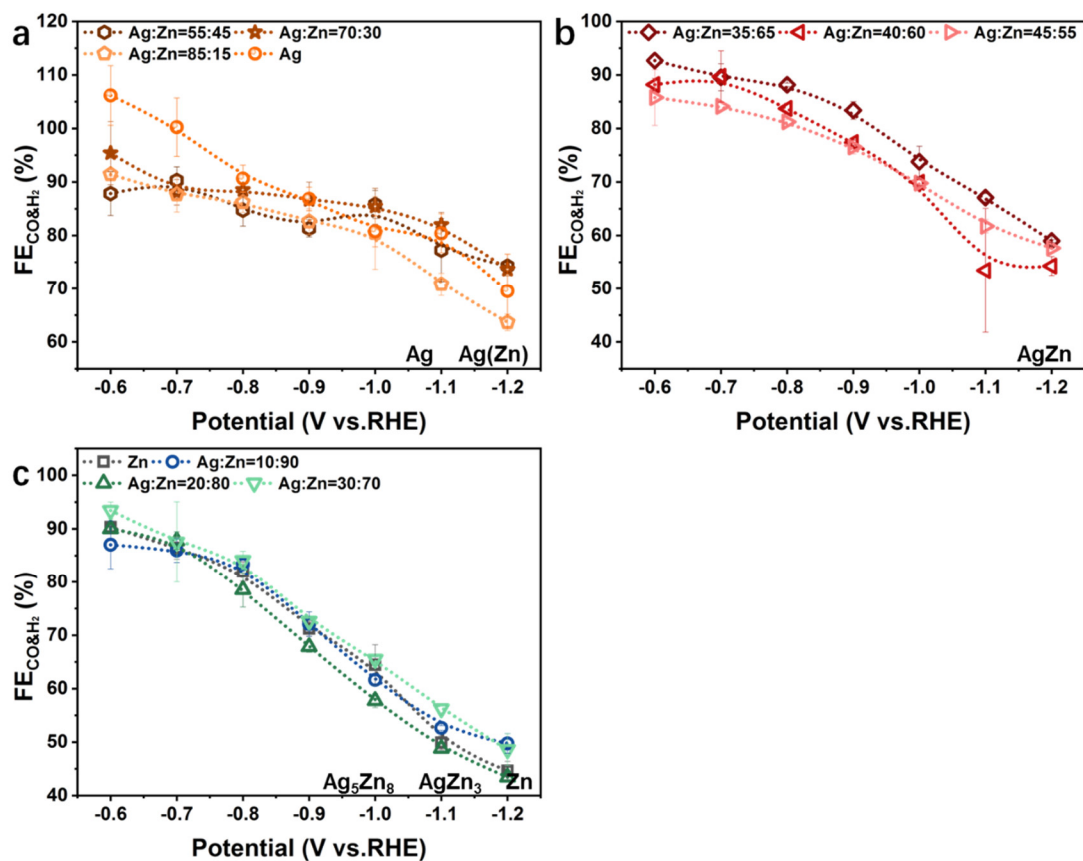 a
Ag:Zn=55:45 Ag:Zn=70:30
Ag:Zn=85:15 Ag
120
110
100
90
80
70
60
FE_CO&H₂ (%)
Ag Ag(Zn)
-0.6 -0.7 -0.8 -0.9 -1.0 -1.1 -1.2
Potential (V vs.RHE)
b
Ag:Zn=35:65 Ag:Zn=40:60 Ag:Zn=45:55
100
90
80
70
60
50
40
30
FE_CO&H₂ (%)
AgZn
-0.6 -0.7 -0.8 -0.9 -1.0 -1.1 -1.2
Potential (V vs.RHE)
c
Zn Ag:Zn=10:90
Ag:Zn=20:80 Ag:Zn=30:70
100
90
80
70
60
50
40
FE_CO&H₂ (%)
Ag₅Zn₈ AgZn₃ Zn
-0.6 -0.7 -0.8 -0.9 -1.0 -1.1 -1.2
Potential (V vs.RHE)